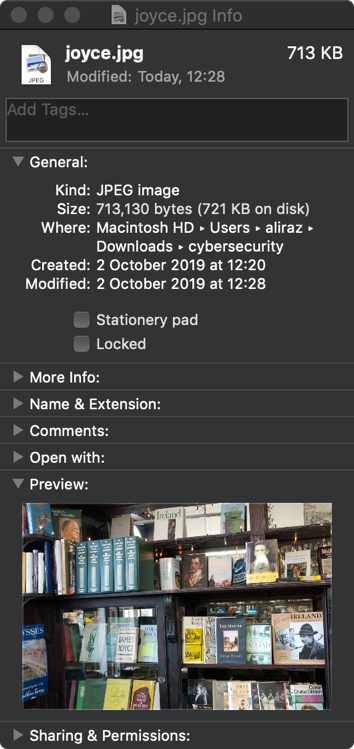 joyce.jpg Info
joyce.jpg
713 KB
Modified: Today, 12:28
JPEG
Add Tags...
General:
Kind: JPEG image
Size: 713,130 bytes (721 KB on disk)
Where: Macintosh HD ▸ Users ▸ aliraz ▸
Downloads ▸ cybersecurity
Created: 2 October 2019 at 12:20
Modified: 2 October 2019 at 12:28
Stationery pad
Locked
More Info:
Name & Extension:
Comments:
Open with:
Preview:
Ireland
JAMES
JOYCE
IRELAND
Sharing & Permissions: